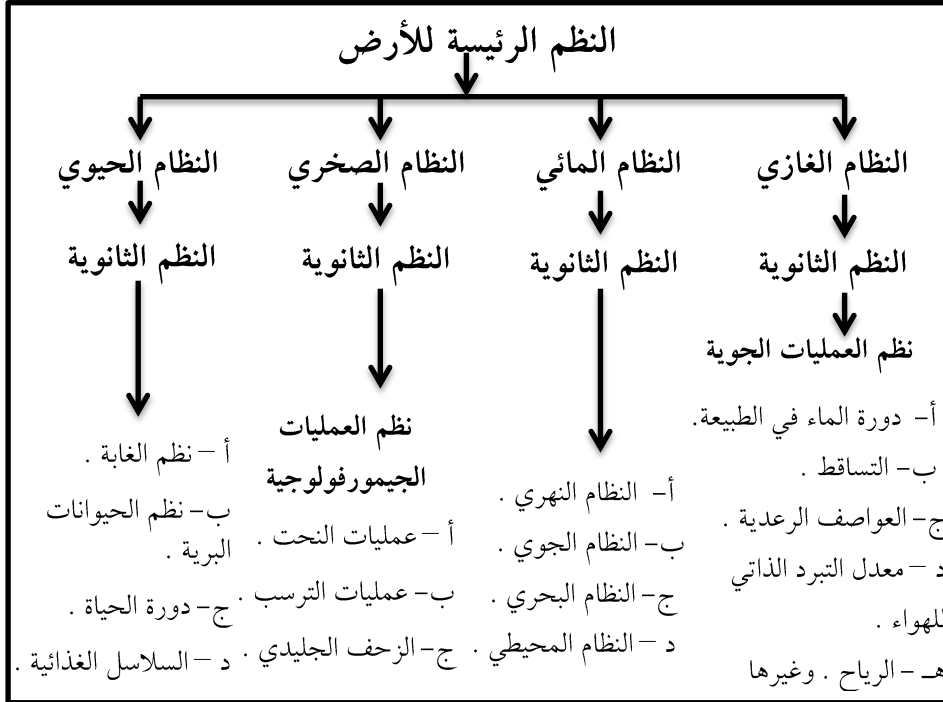 النظم الرئيسة للأرض
النظام الغازي
النظام المائي
النظام الصخري
النظام الحيوي
النظم الثانوية
النظم الثانوية
النظم الثانوية
النظم الثانوية
نظم العمليات الجوية
أ- دورة الماء في الطبيعة.
ب- التساقط .
ج- العواصف الرعدية .
د – معدل التبرد الذاتي
للهواء .
هـ - الرياح . وغيرها
أ- النظام النهري .
ب- النظام الجوي .
ج- النظام البحري .
د – النظام المحيطي .
نظم العمليات
الجيمورفولوجية
أ – عمليات النحت .
ب- عمليات الترسب .
ج- الزحف الجليدي .
أ – نظم الغابة .
ب- نظم الحيوانات
البرية .
ج- دورة الحياة .
د – السلاسل الغذائية .